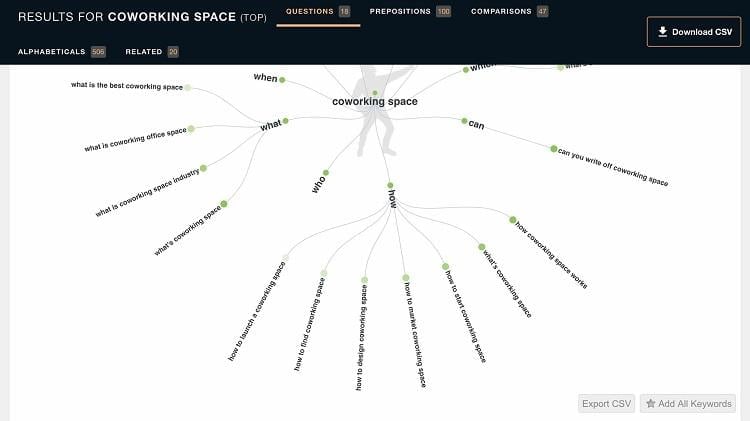 RESULTS FOR COWORKING SPACE (TOP)
QUESTIONS 18
PREPOSITIONS 100
COMPARISONS 47
ALPHABETICALS 506
RELATED 20
Download CSV
what is the best coworking space
when
which
coworking space
what
can
what is coworking office space
can you write off coworking space
what is coworking space industry
who
how
what's coworking space
how coworking space works
what's coworking space
how to launch a coworking space
how to find coworking space
how to design coworking space
how to market coworking space
how to start coworking space
Export CSV
Add All Keywords